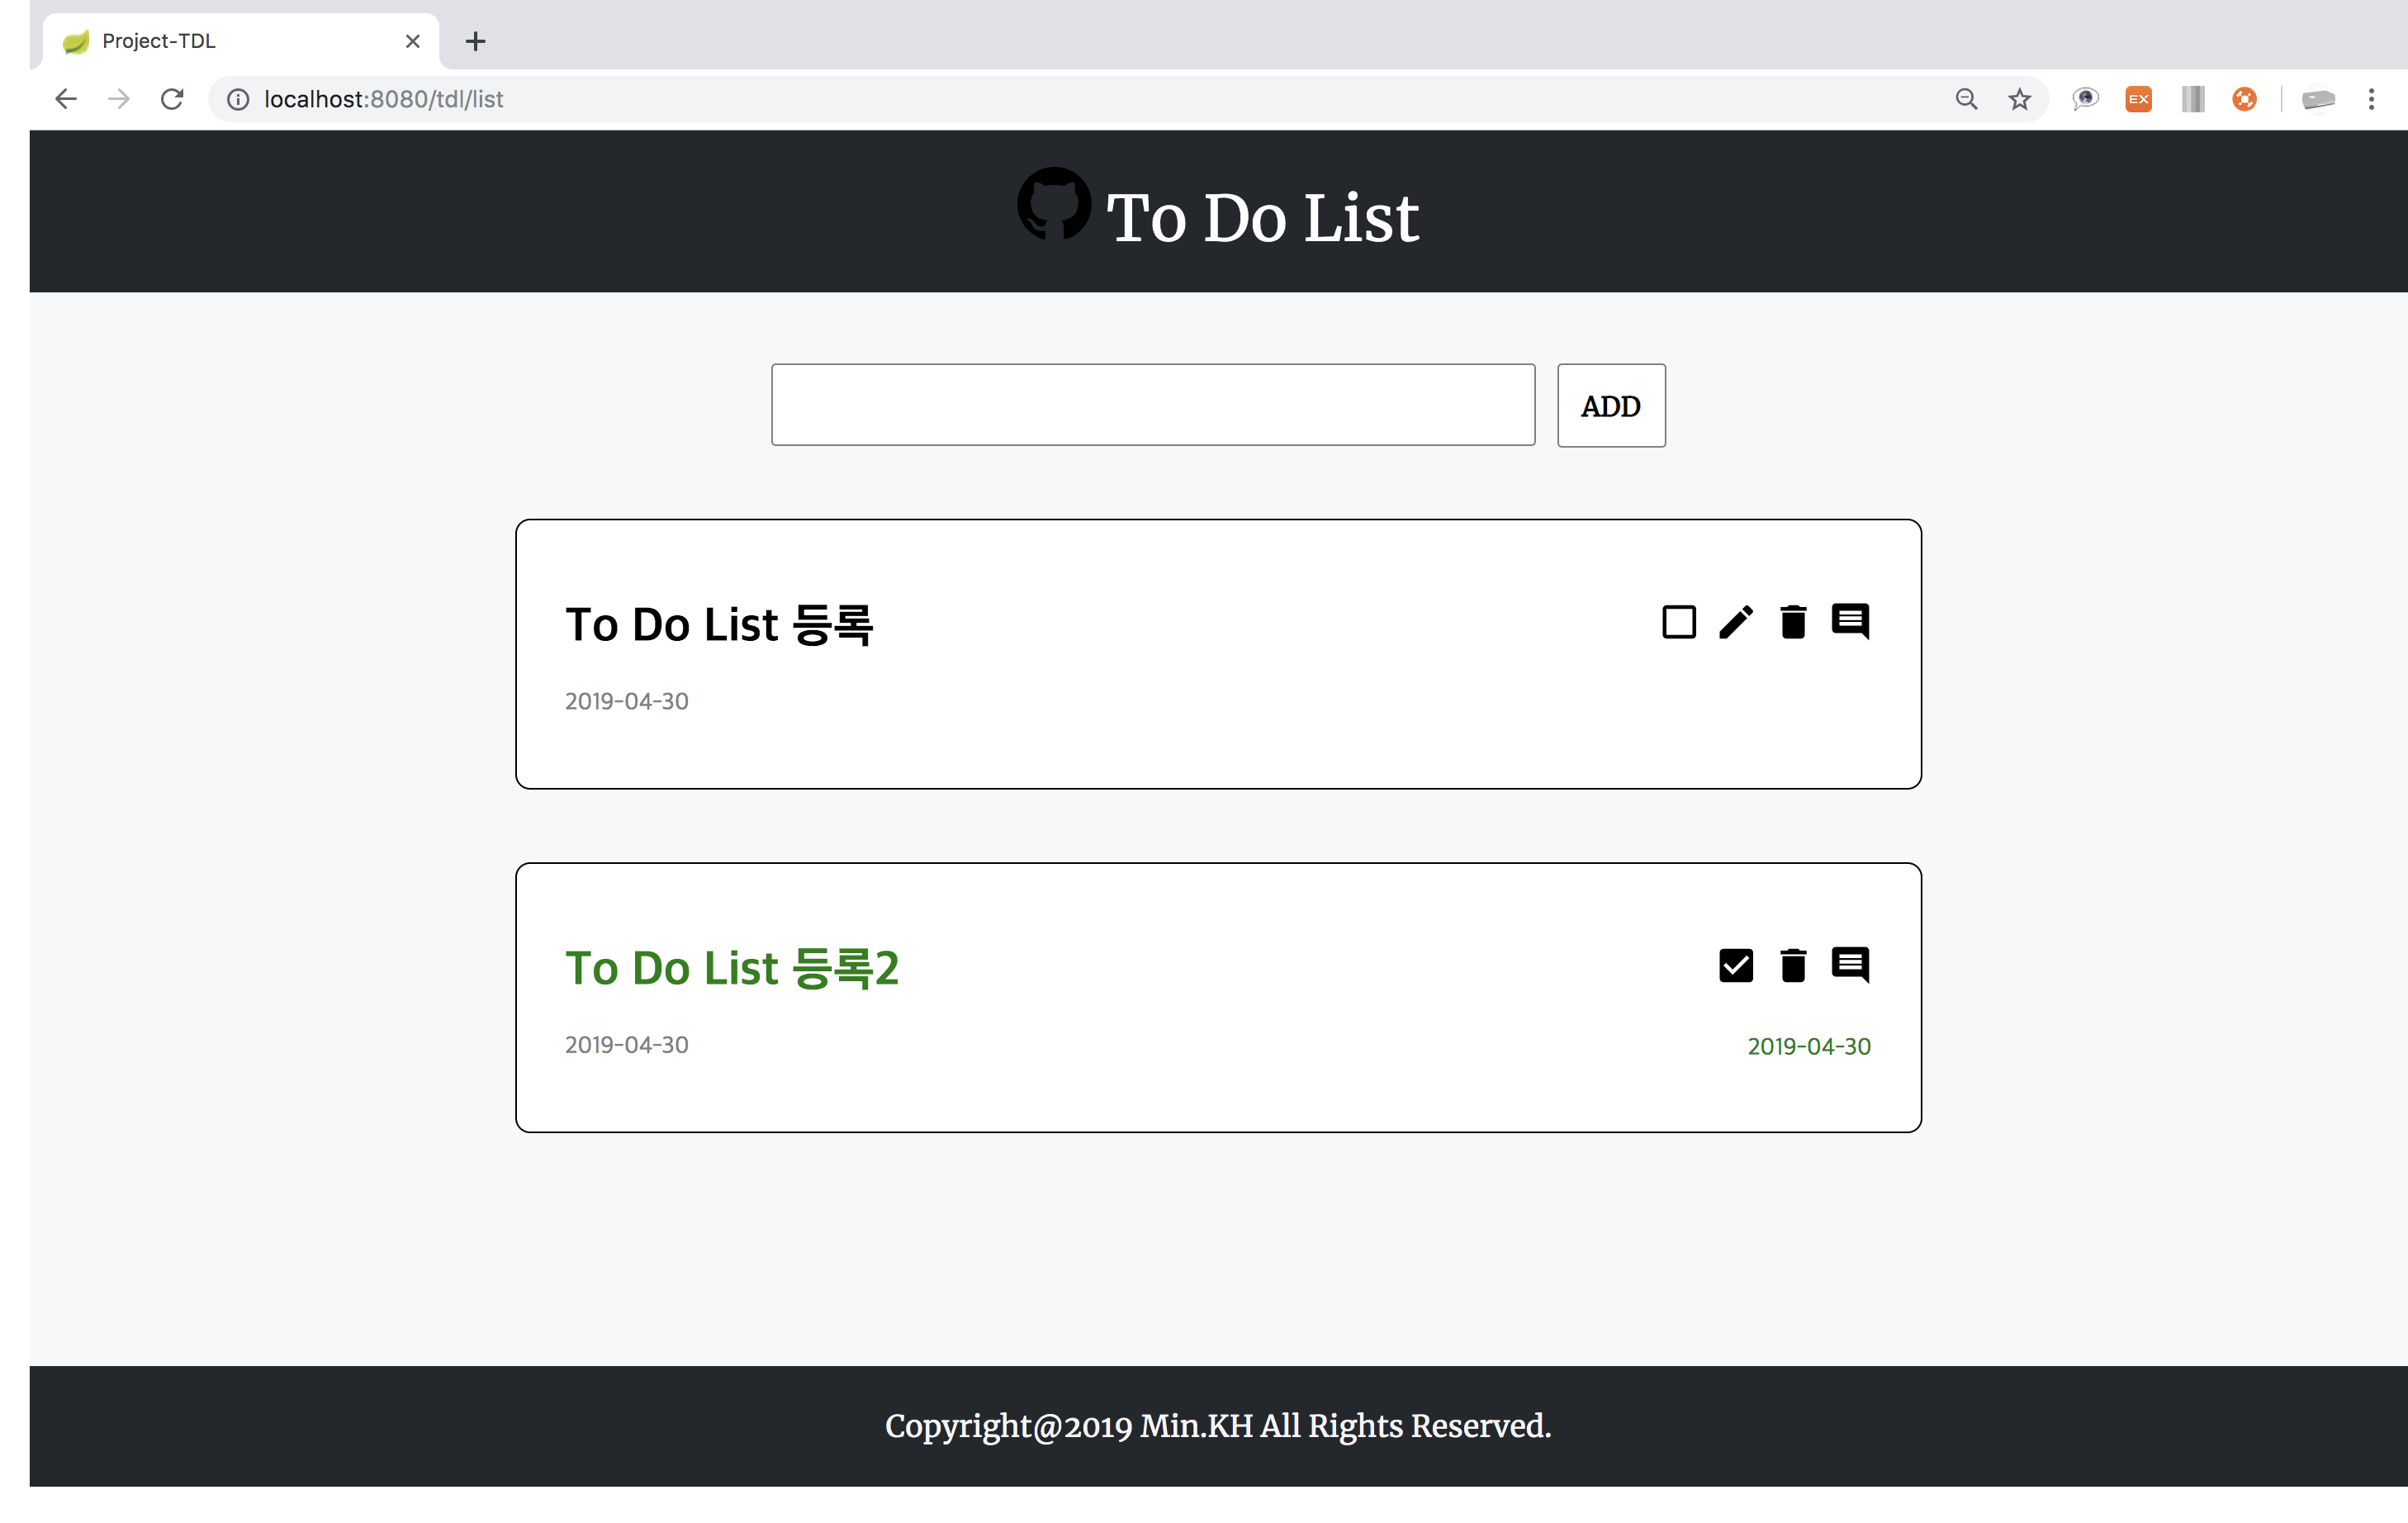 Project-TDL
localhost:8080/tdl/list
EX
To Do List
ADD
To Do List 등록
2019-04-30
To Do List 등록2
2019-04-30
2019-04-30
Copyright@2019 Min.KH All Rights Reserved.